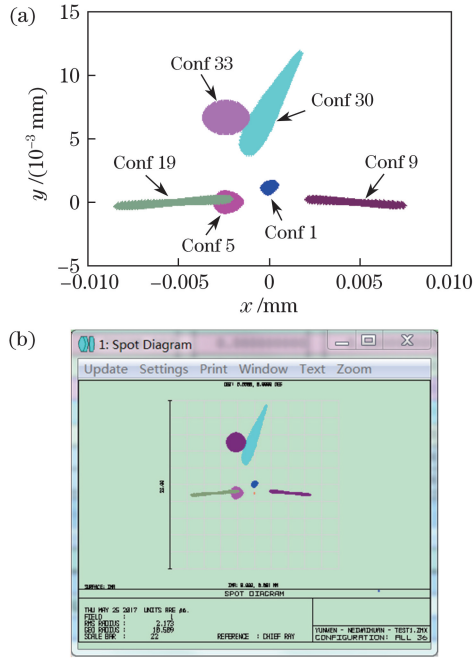 (a)
15
10
5
0
−5
y /(10⁻³ mm)
Conf 33
Conf 30
Conf 19
Conf 9
Conf 5
Conf 1
−0.010
−0.005
0
0.005
0.010
x /mm
(b)
1: Spot Diagram
Update Settings Print Window Text Zoom
SURFACE: IMA
SPOT DIAGRAM
THU MAY 25 2017 UNITS ARE µm.
FIELD : 1
RMS RADIUS : 2.173
GEO RADIUS : 10.589
SCALE BAR : 22 REFERENCE : CHIEF RAY
CONFIGURATION: ALL 36